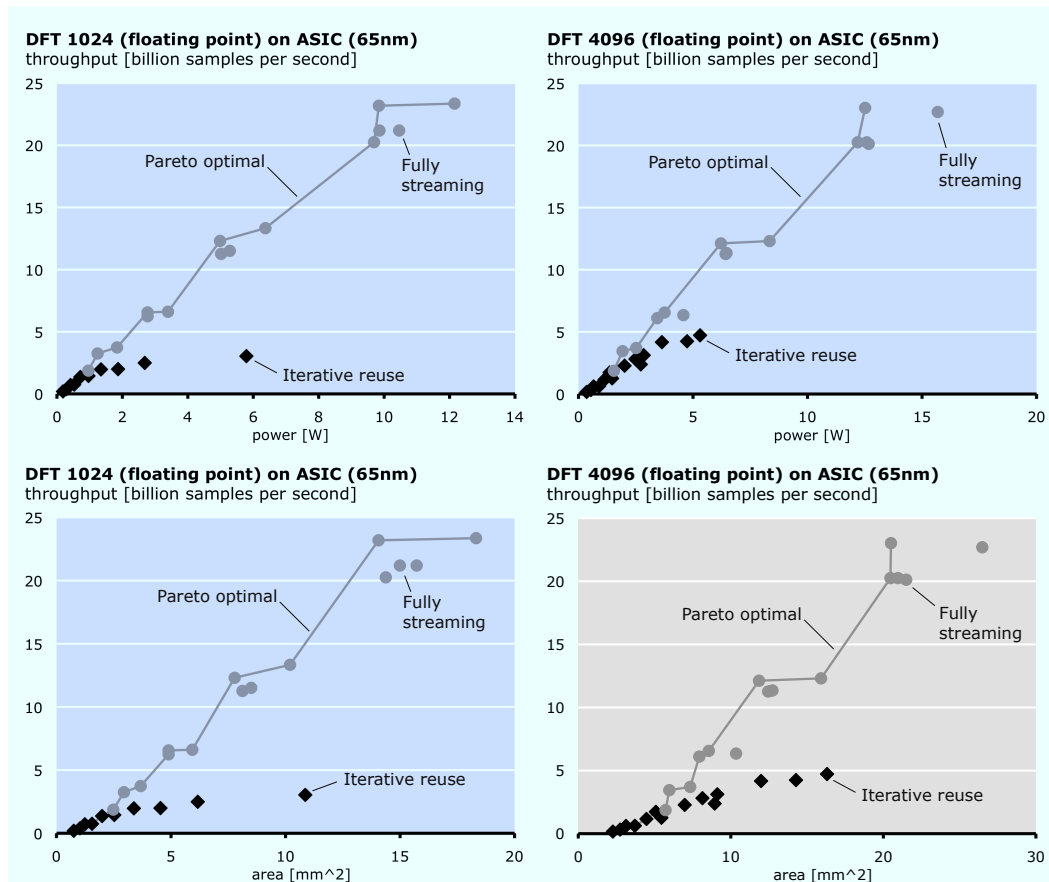 DFT 1024 (floating point) on ASIC (65nm)
throughput [billion samples per second]
25
20
15
10
5
0
Pareto optimal
Fully
streaming
Iterative reuse
0 2 4 6 8 10 12 14
power [W]
DFT 4096 (floating point) on ASIC (65nm)
throughput [billion samples per second]
25
20
15
10
5
0
Pareto optimal
Fully
streaming
Iterative reuse
0 5 10 15 20
power [W]
DFT 1024 (floating point) on ASIC (65nm)
throughput [billion samples per second]
25
20
15
10
5
0
Pareto optimal
Fully
streaming
Iterative reuse
0 5 10 15 20
area [mm^2]
DFT 4096 (floating point) on ASIC (65nm)
throughput [billion samples per second]
25
20
15
10
5
0
Pareto optimal
Fully
streaming
Iterative reuse
0 10 20 30
area [mm^2]